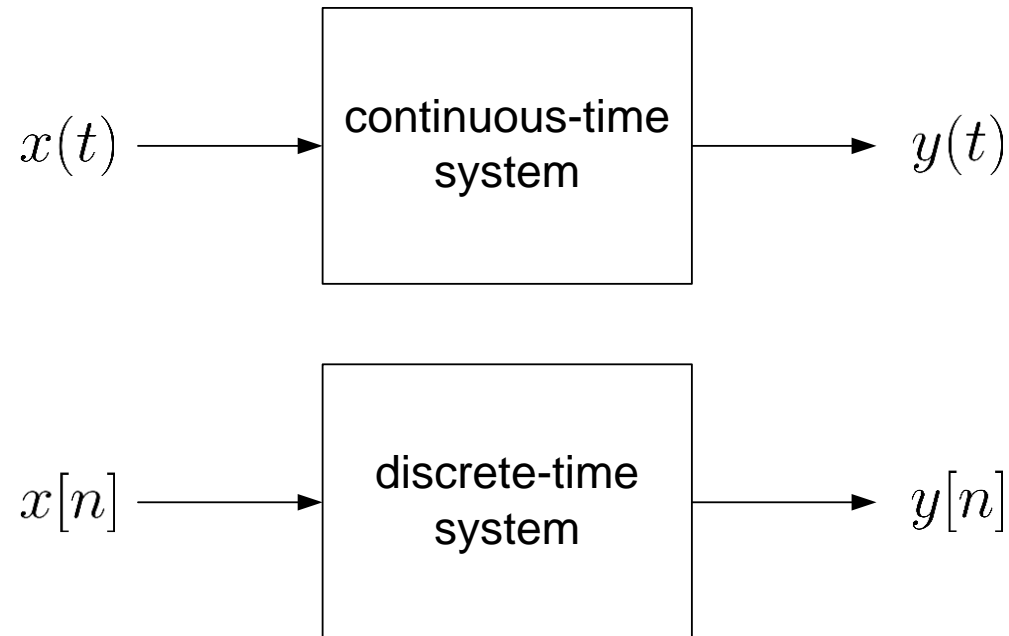 x(t)
continuous-time
system
y(t)
x[n]
discrete-time
system
y[n]